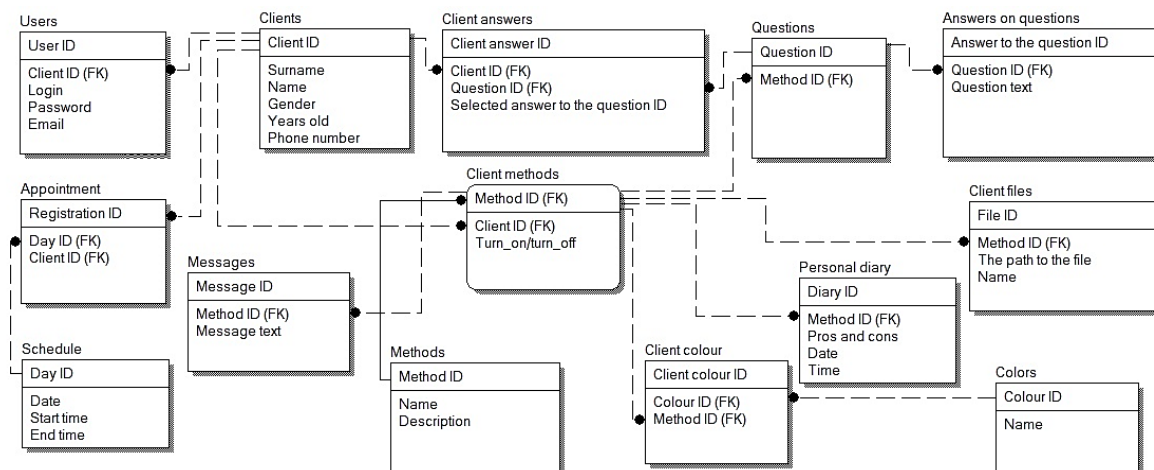 Users
User ID
Client ID (FK)
Login
Password
Email
Clients
Client ID
Surname
Name
Gender
Years old
Phone number
Client answers
Client answer ID
Client ID (FK)
Question ID (FK)
Selected answer to the question ID
Questions
Question ID
Method ID (FK)
Answers on questions
Answer to the question ID
Question ID (FK)
Question text
Appointment
Registration ID
Day ID (FK)
Client ID (FK)
Client methods
Method ID (FK)
Client ID (FK)
Turn_on/turn_off
Client files
File ID
Method ID (FK)
The path to the file
Name
Messages
Message ID
Method ID (FK)
Message text
Personal diary
Diary ID
Method ID (FK)
Pros and cons
Date
Time
Schedule
Day ID
Date
Start time
End time
Methods
Method ID
Name
Description
Client colour
Client colour ID
Colour ID (FK)
Method ID (FK)
Colors
Colour ID
Name